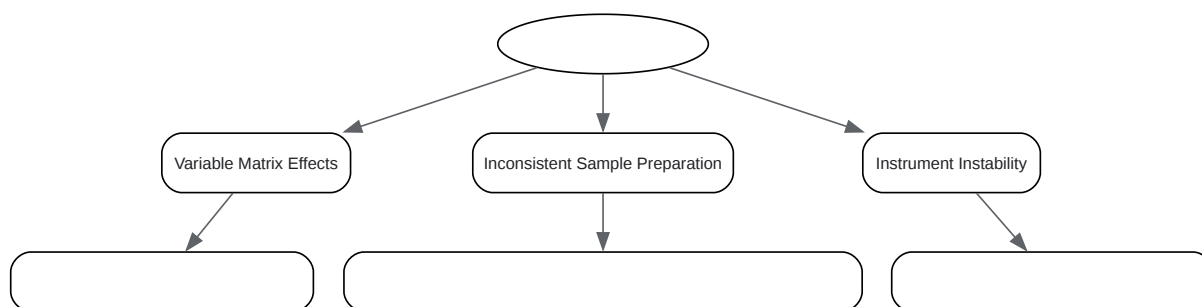 Variable Matrix Effects
Inconsistent Sample Preparation
Instrument Instability